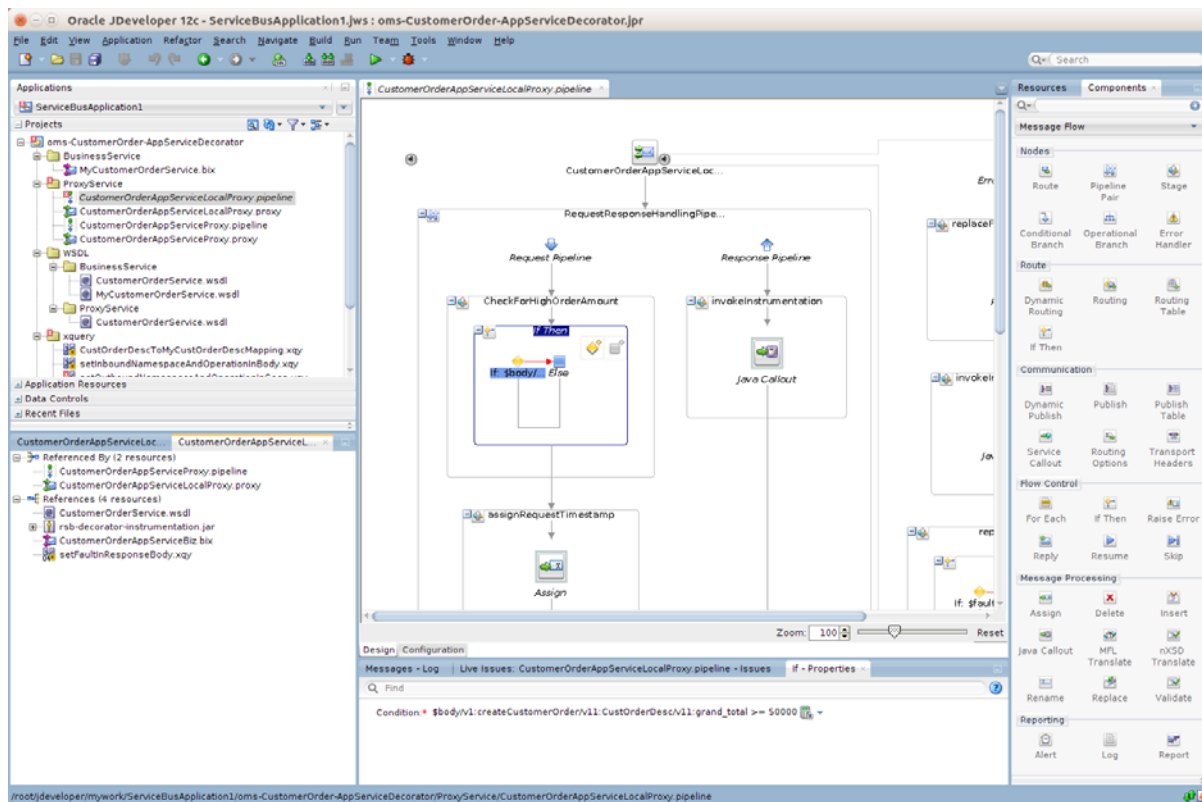 Oracle JDeveloper 12c - ServiceBusApplication1.jws : oms-CustomerOrder-AppServiceDecorator.jpr
File Edit View Application Refactor Search Navigate Build Run Team Tools Window Help
Search
Applications
ServiceBusApplication1
Projects
oms-CustomerOrder-AppServiceDecorator
BusinessService
MyCustomerOrderService.bix
ProxyService
CustomerOrderAppServiceLocalProxy.pipeline
CustomerOrderAppServiceLocalProxy.proxy
CustomerOrderAppServiceProxy.pipeline
CustomerOrderAppServiceProxy.proxy
WSDL
BusinessService
CustomerOrderService.wsdl
MyCustomerOrderService.wsdl
ProxyService
CustomerOrderService.wsdl
xquery
CustOrderDescToMyCustOrderDescMapping.xqy
setInboundNamespaceAndOperationInBody.xqy
Application Resources
Data Controls
Recent Files
CustomerOrderAppServiceLoc... CustomerOrderAppServiceL...
Referenced By (2 resources)
CustomerOrderAppServiceProxy.pipeline
CustomerOrderAppServiceLocalProxy.proxy
References (4 resources)
CustomerOrderService.wsdl
rsb-decorator-instrumentation.jar
CustomerOrderAppServiceBiz.bix
setFaultInResponseBody.xqy
CustomerOrderAppServiceLocalProxy.pipeline
CustomerOrderAppServiceLoc...
Erro
RequestResponseHandlingPipe...
replaceF
Request Pipeline
Response Pipeline
CheckForHighOrderAmount
invokeInstrumentation
If Then
If: $body/... Else
Java Callout
invokeIn
Jav
assignRequestTimestamp
rep
Assign
If: $fault
Zoom: 100 Reset
Design Configuration
Messages - Log Live Issues: CustomerOrderAppServiceLocalProxy.pipeline - Issues If - Properties
Find
Condition:* $body/v1:createCustomerOrder/v11:CustOrderDesc/v11:grand_total >= 50000
Resources Components
Message Flow
Nodes
Route Pipeline Pair Stage
Conditional Branch Operational Branch Error Handler
Route
Dynamic Routing Routing Routing Table
If Then
Communication
Dynamic Publish Publish Publish Table
Service Callout Routing Options Transport Headers
Flow Control
For Each If Then Raise Error
Reply Resume Skip
Message Processing
Assign Delete Insert
Java Callout MFL Translate nXSD Translate
Rename Replace Validate
Reporting
Alert Log Report
/root/jdeveloper/mywork/ServiceBusApplication1/oms-CustomerOrder-AppServiceDecorator/ProxyService/CustomerOrderAppServiceLocalProxy.pipeline